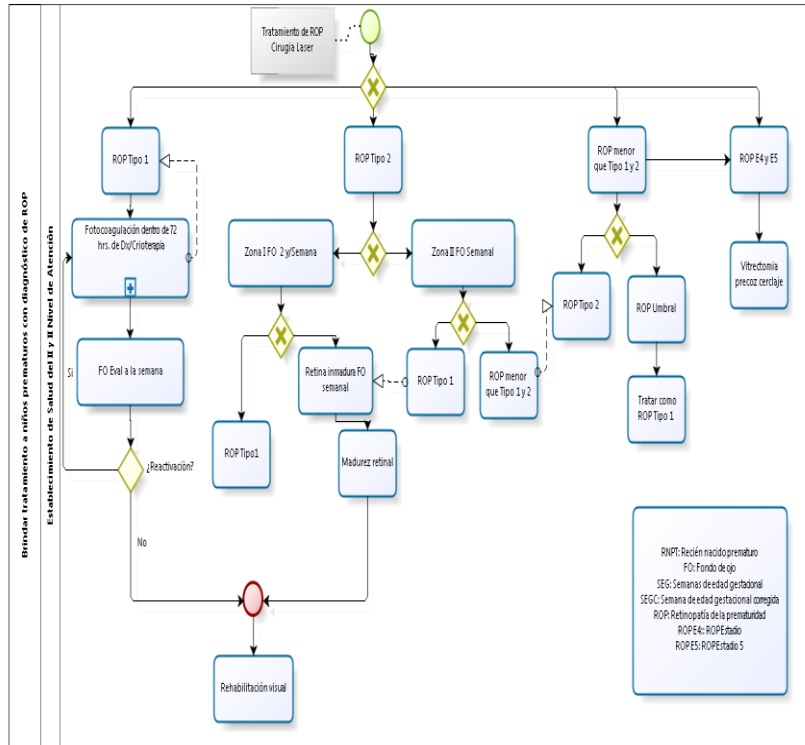 Brindar tratamiento a niños prematuros con diagnóstico de ROP
Establecimiento de Salud del II y II Nivel de Atención
Tratamiento de ROP
Cirugía Laser
ROP Tipo 1
ROP Tipo 2
ROP menor
que Tipo 1 y 2
ROP E4 y E5
Fotocoagulación dentro de 72
hrs. de Dx/Crioterapia
Zona I FO 2 y/Semana
Zona II FO Semanal
ROP Tipo 2
ROP Umbral
Vitrectomia
precoz cerclaje
Si
FO Eval a la semana
Retina inmadura FO
semanal
ROP Tipo 1
ROP menor
que Tipo 1 y 2
Tratar como
ROP Tipo 1
¿Reactivación?
ROP Tipo1
Madurez retinal
No
RNPT: Recién nacido prematuro
FO: Fondo de ojo
SEG: Semanas de edad gestacional
SEGC: Semana de edad gestacional corregida
ROP: Retinopatía de la prematuridad
ROP E4:: ROP Estadio
ROP E5: ROP Estadio 5
Rehabilitación visual